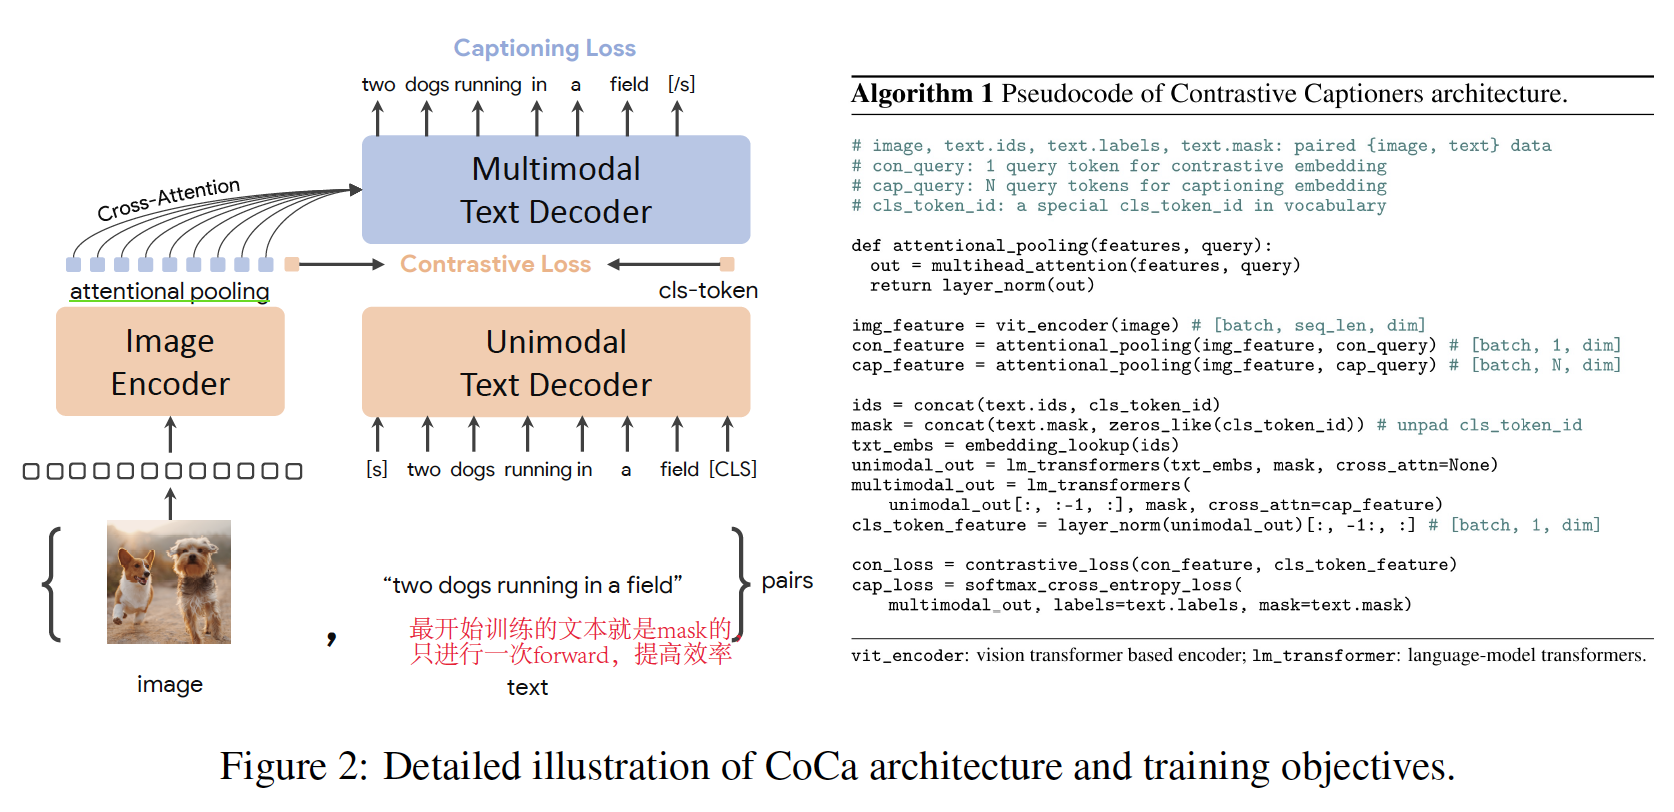 Captioning Loss
two dogs running in a field [/s]
Multimodal
Text Decoder
Cross-Attention
Contrastive Loss
attentional pooling
cls-token
Image
Encoder
Unimodal
Text Decoder
[s] two dogs running in a field [CLS]
“two dogs running in a field”
pairs
最开始训练的文本就是mask的,
只进行一次forward，提高效率
,
image
text
Algorithm 1 Pseudocode of Contrastive Captioners architecture.
# image, text.ids, text.labels, text.mask: paired {image, text} data
# con_query: 1 query token for contrastive embedding
# cap_query: N query tokens for captioning embedding
# cls_token_id: a special cls_token_id in vocabulary
def attentional_pooling(features, query):
out = multihead_attention(features, query)
return layer_norm(out)
img_feature = vit_encoder(image) # [batch, seq_len, dim]
con_feature = attentional_pooling(img_feature, con_query) # [batch, 1, dim]
cap_feature = attentional_pooling(img_feature, cap_query) # [batch, N, dim]
ids = concat(text.ids, cls_token_id)
mask = concat(text.mask, zeros_like(cls_token_id)) # unpad cls_token_id
txt_embs = embedding_lookup(ids)
unimodal_out = lm_transformers(txt_embs, mask, cross_attn=None)
multimodal_out = lm_transformers(
unimodal_out[:, :-1, :], mask, cross_attn=cap_feature)
cls_token_feature = layer_norm(unimodal_out)[:, -1:, :] # [batch, 1, dim]
con_loss = contrastive_loss(con_feature, cls_token_feature)
cap_loss = softmax_cross_entropy_loss(
multimodal_out, labels=text.labels, mask=text.mask)
vit_encoder: vision transformer based encoder; lm_transformer: language-model transformers.
Figure 2: Detailed illustration of CoCa architecture and training objectives.